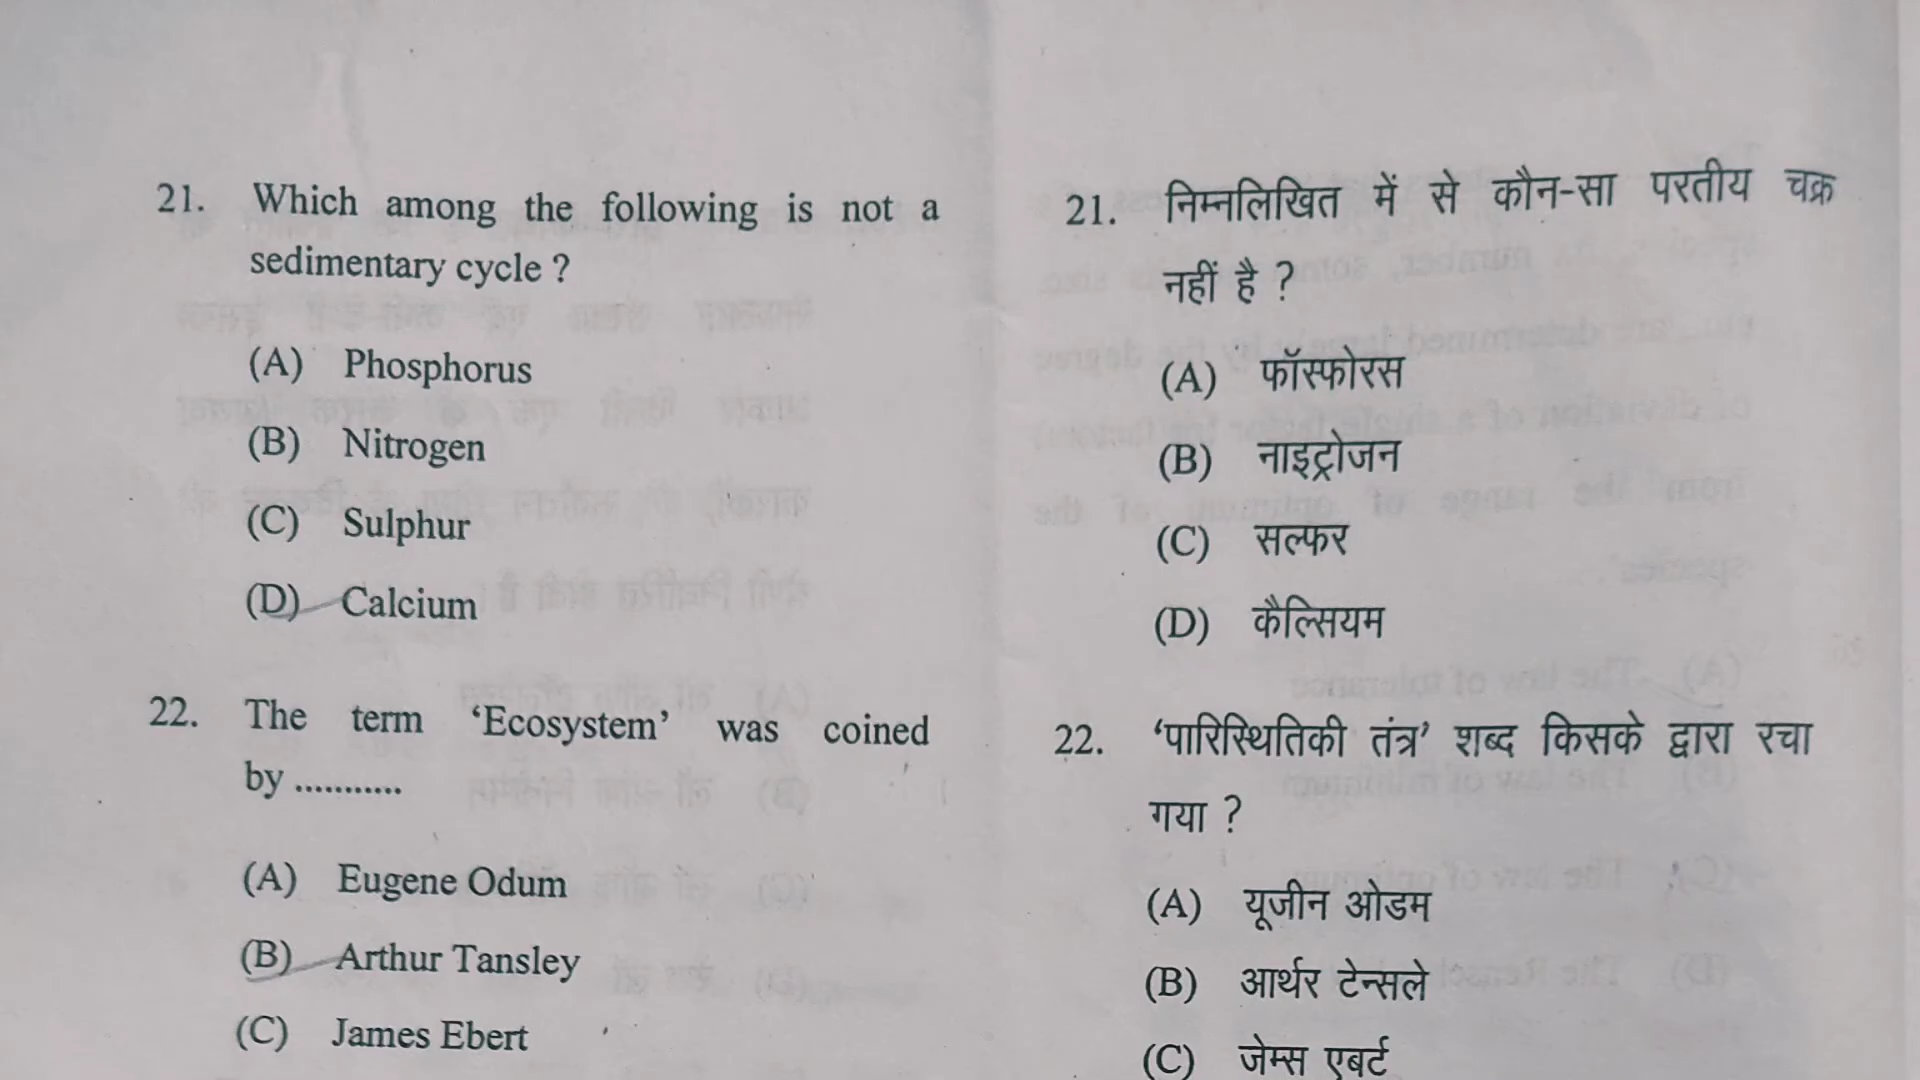 21. Which among the following is not a
sedimentary cycle ?
(A) Phosphorus
(B) Nitrogen
(C) Sulphur
(D) Calcium
22. The term ‘Ecosystem’ was coined
by ...........
(A) Eugene Odum
(B) Arthur Tansley
(C) James Ebert
21. निम्नलिखित में से कौन-सा परतीय चक्र
नहीं है ?
(A) फॉस्फोरस
(B) नाइट्रोजन
(C) सल्फर
(D) कैल्सियम
22. ‘पारिस्थितिकी तंत्र’ शब्द किसके द्वारा रचा
गया ?
(A) यूजीन ओडम
(B) आर्थर टेन्सले
(C) जेम्स एबर्ट